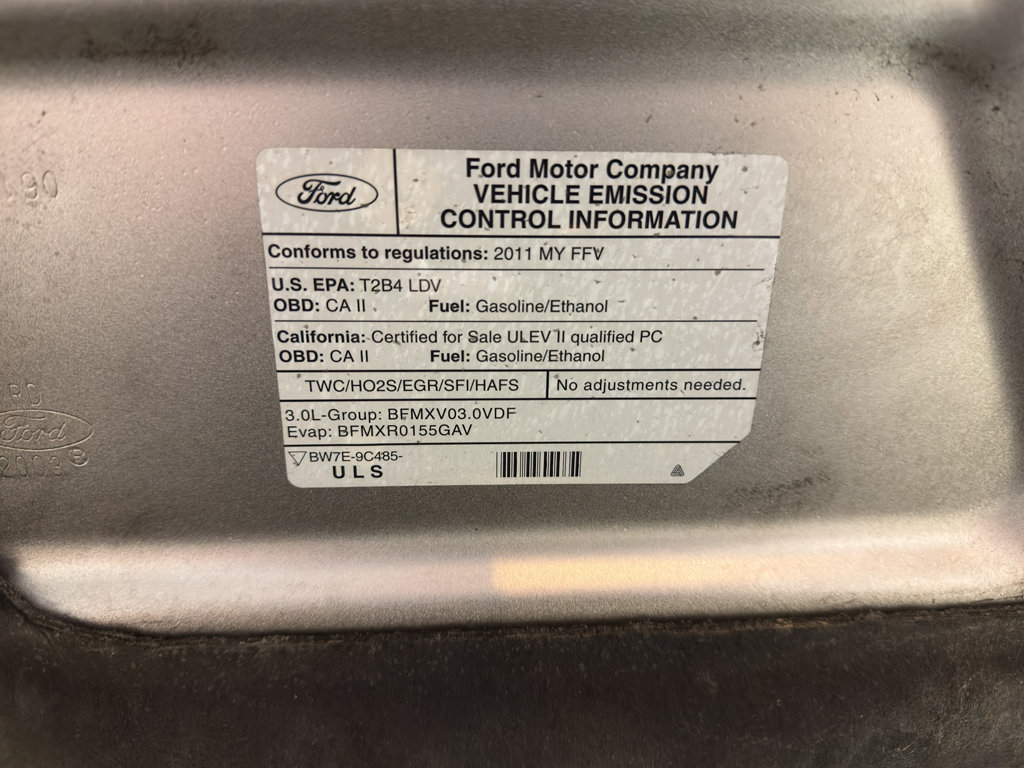 Ford
Ford Motor Company
VEHICLE EMISSION
CONTROL INFORMATION
Conforms to regulations: 2011 MY FFV
U.S. EPA: T2B4 LDV
OBD: CA II Fuel: Gasoline/Ethanol
California: Certified for Sale ULEV II qualified PC
OBD: CA II Fuel: Gasoline/Ethanol
TWC/HO2S/EGR/SFI/HAFS No adjustments needed.
3.0L-Group: BFMXV03.0VDF
Evap: BFMXR0155GAV
BW7E-9C485-
ULS
90
Ford